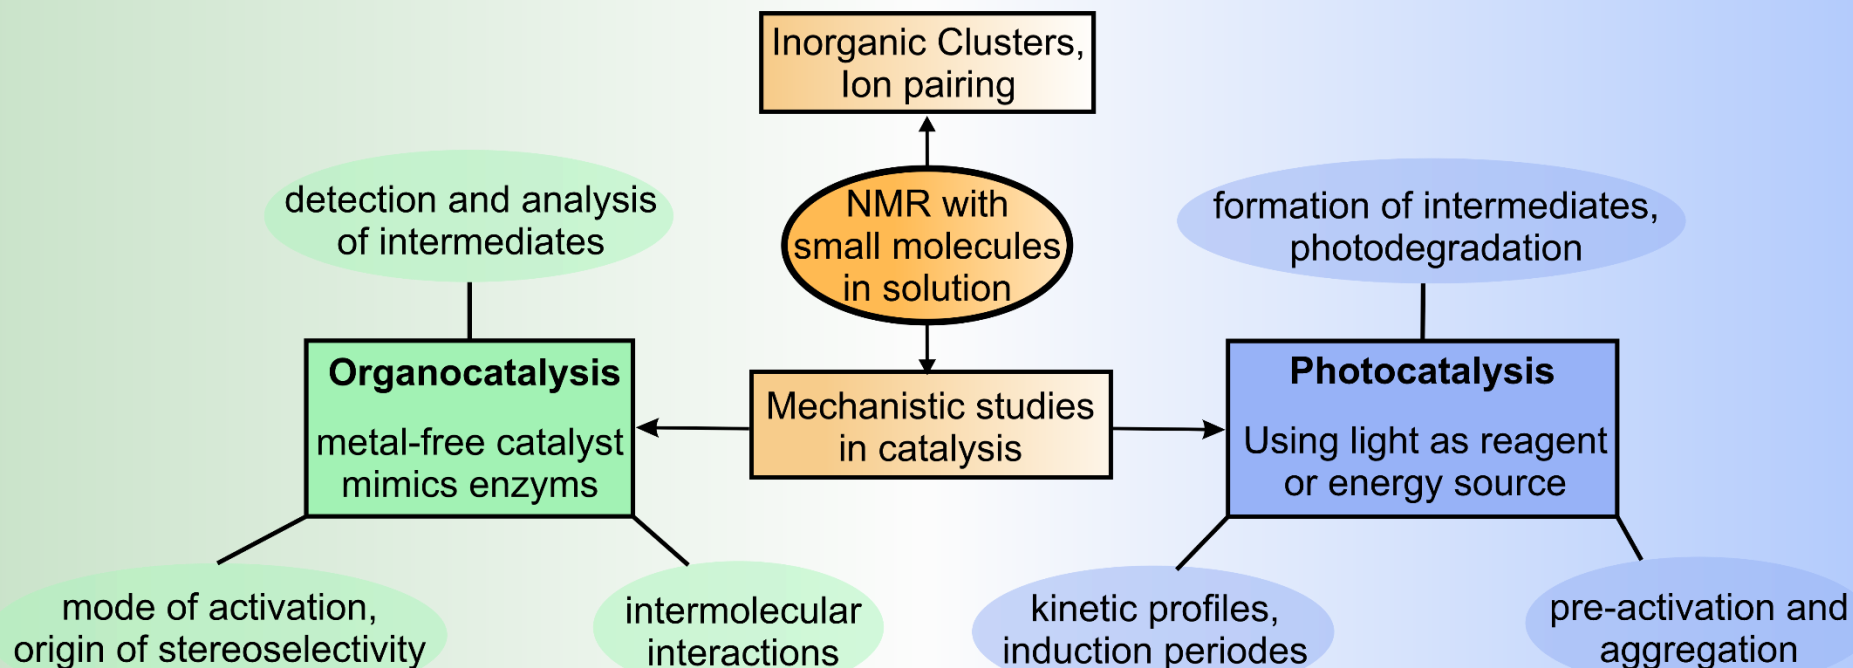 Inorganic Clusters,
Ion pairing
detection and analysis
of intermediates
NMR with
small molecules
in solution
formation of intermediates,
photodegradation
Organocatalysis
metal-free catalyst
mimics enzyms
Mechanistic studies
in catalysis
Photocatalysis
Using light as reagent
or energy source
mode of activation,
origin of stereoselectivity
intermolecular
interactions
kinetic profiles,
induction periodes
pre-activation and
aggregation